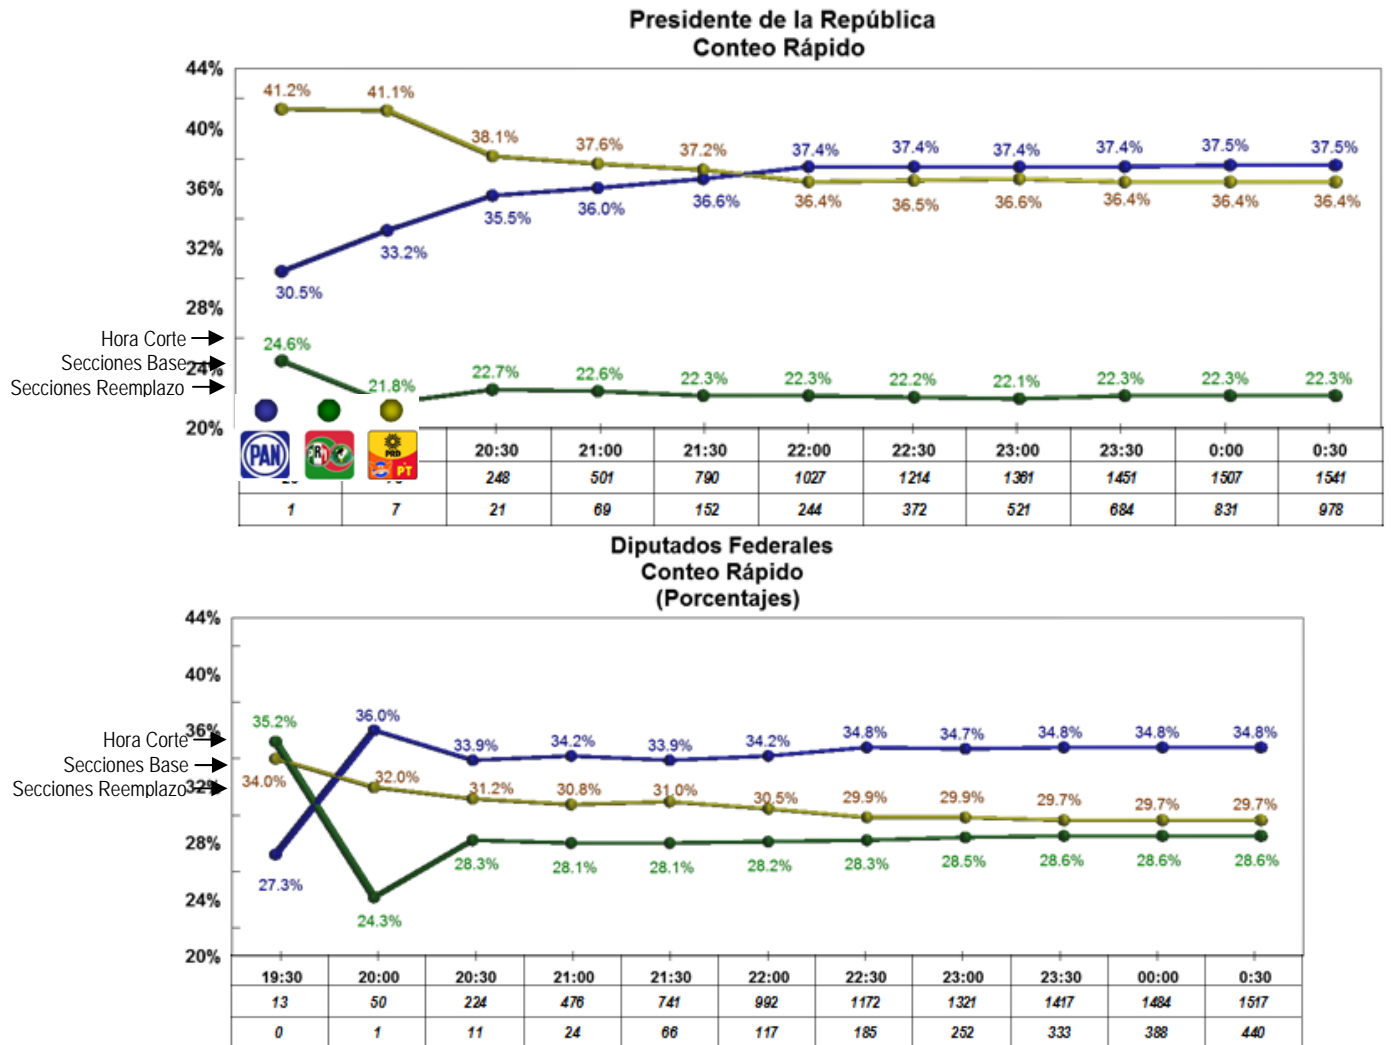 Presidente de la República
Conteo Rápido
44%
41.2% 41.1%
40%
38.1% 37.6% 37.2% 37.4% 37.4% 37.4% 37.4% 37.5% 37.5%
36%
35.5% 36.0% 36.6% 36.4% 36.5% 36.6% 36.4% 36.4% 36.4%
33.2%
32%
30.5%
28%
Hora Corte
24.6%
Secciones Base
24%
Secciones Reemplazo
21.8% 22.7% 22.6% 22.3% 22.3% 22.2% 22.1% 22.3% 22.3% 22.3%
20%
PAN PRI PRD PT
20:30 21:00 21:30 22:00 22:30 23:00 23:30 0:00 0:30
248 501 790 1027 1214 1361 1451 1507 1541
1 7 21 69 152 244 372 521 684 831 978
Diputados Federales
Conteo Rápido
(Porcentajes)
44%
40%
36%
35.2% 36.0% 33.9% 34.2% 33.9% 34.2% 34.8% 34.7% 34.8% 34.8% 34.8%
Hora Corte
Secciones Base
34.0% 32.0% 31.2% 30.8% 31.0% 30.5% 29.9% 29.9% 29.7% 29.7% 29.7%
Secciones Reemplazo
32%
28%
28.3% 28.1% 28.1% 28.2% 28.3% 28.5% 28.6% 28.6% 28.6%
27.3%
24%
24.3%
20%
19:30 20:00 20:30 21:00 21:30 22:00 22:30 23:00 23:30 00:00 0:30
13 50 224 476 741 992 1172 1321 1417 1484 1517
0 1 11 24 66 117 185 252 333 388 440